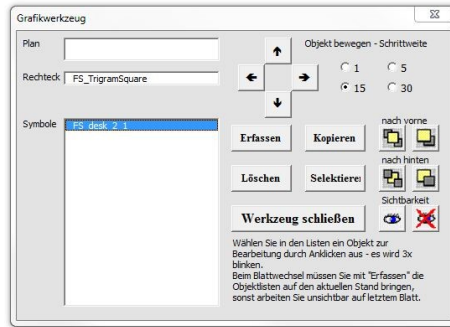 Grafikwerkzeug
Plan
Objekt bewegen - Schrittweite
1
5
15
30
Rechteck
FS_TrigramSquare
Symbole
FS_desk_2_1
nach vorne
Erfassen
Kopieren
nach hinten
Löschen
Selektieren
Sichtbarkeit
Werkzeug schließen
Wählen Sie in den Listen ein Objekt zur
Bearbeitung durch Anklicken aus - es wird 3x
blinken.
Beim Blattwechsel müssen Sie mit "Erfassen" die
Objektlisten auf den aktuellen Stand bringen,
sonst arbeiten Sie unsichtbar auf letztem Blatt.